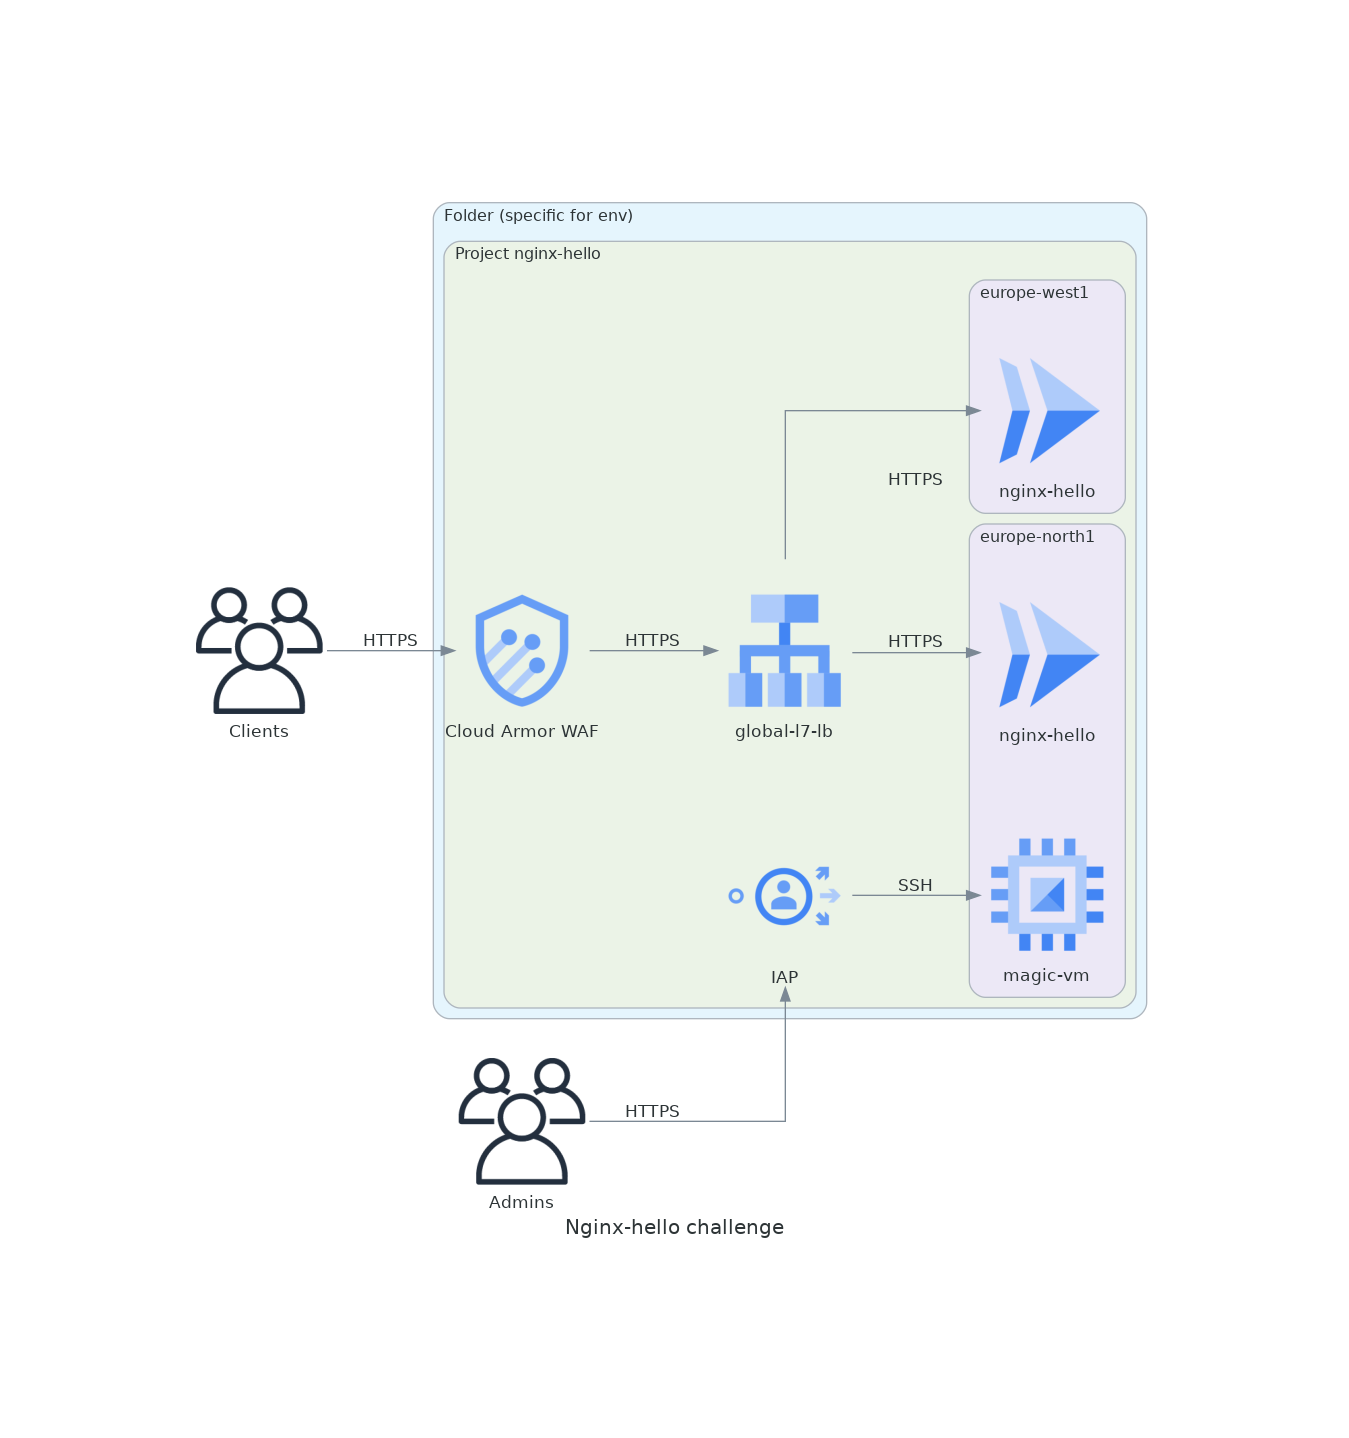 Folder (specific for env)
Project nginx-hello
europe-west1
nginx-hello
HTTPS
europe-north1
HTTPS
HTTPS
HTTPS
Clients
Cloud Armor WAF
global-l7-lb
nginx-hello
SSH
IAP
magic-vm
HTTPS
Admins
Nginx-hello challenge